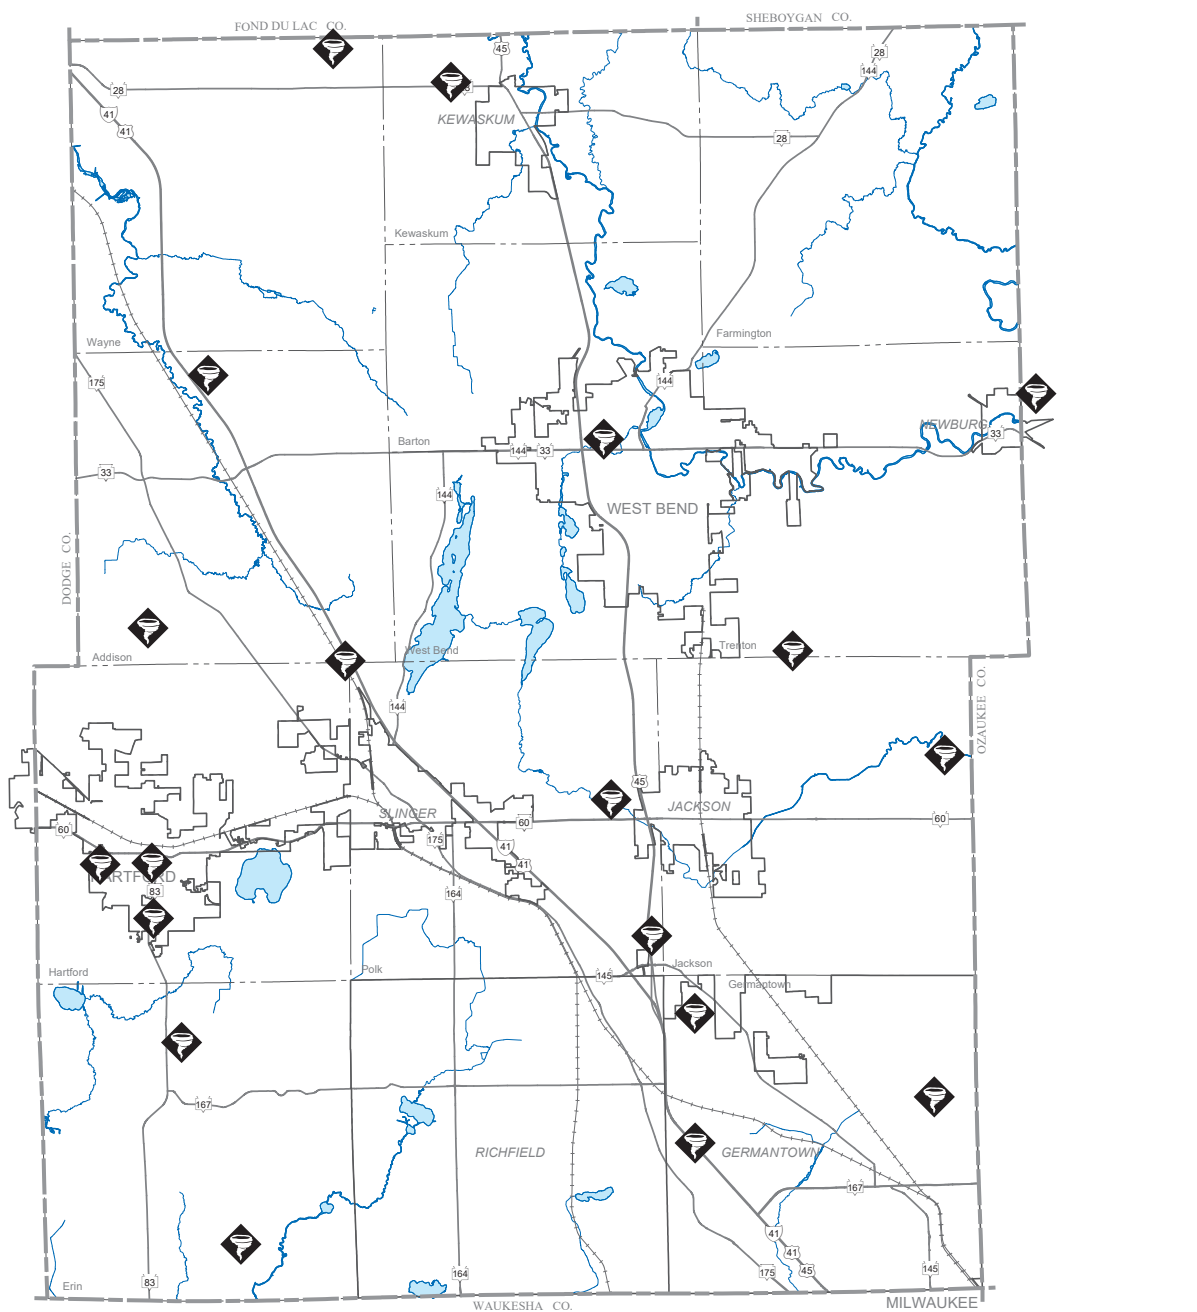 FOND DU LAC CO.
SHEBOYGAN CO.
45
28
144
28
41
41
KEWASKUM
28
Kewaskum
Wayne
Farmington
175
144
NEWBURG
33
Barton
144
33
33
144
WEST BEND
DODGE CO.
Addison
West Bend
Trenton
OZAUKEE CO.
144
45
JACKSON
SLINGER
60
60
60
175
41
41
HARTFORD
83
164
Hartford
Polk
145
Jackson
Germantown
167
RICHFIELD
GERMANTOWN
167
41
41
45
175
145
164
83
Erin
WAUKESHA CO.
MILWAUKEE